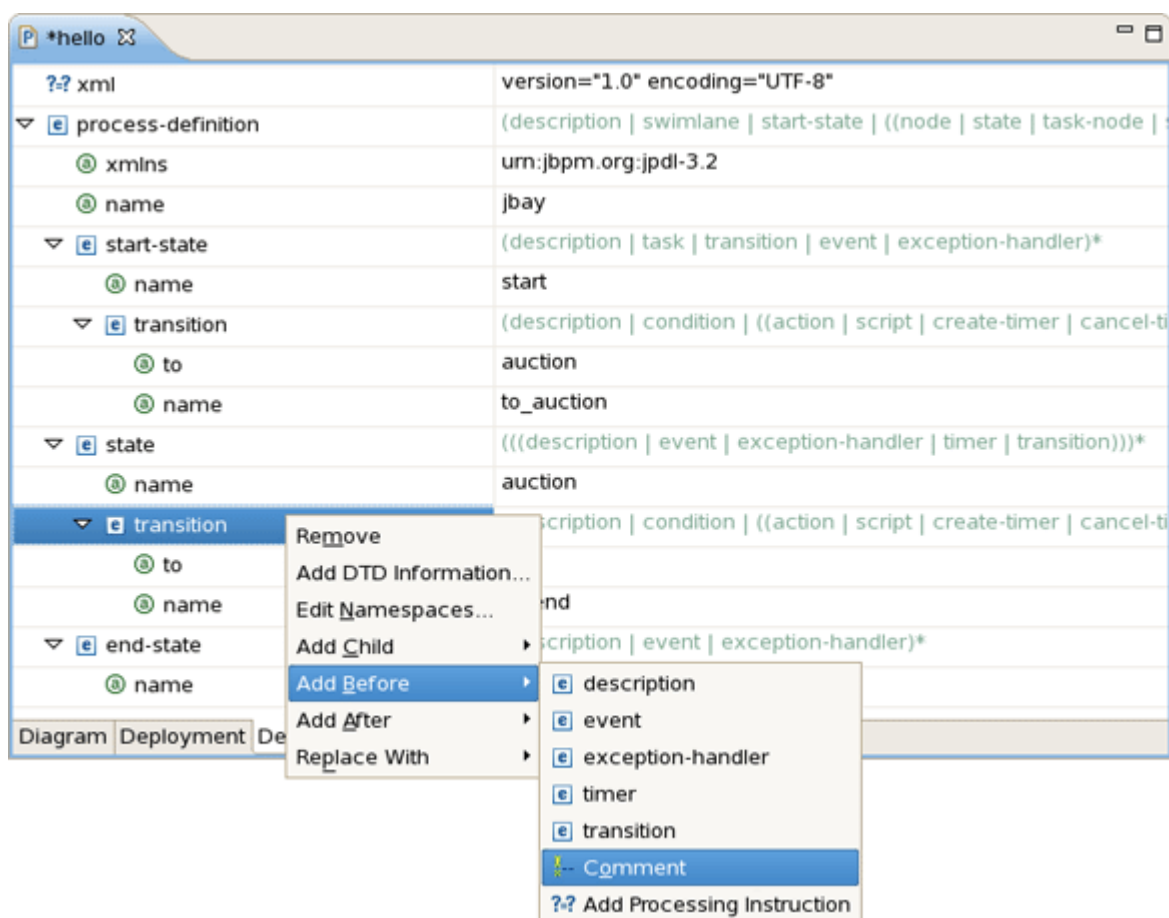 *hello
?=? xml version="1.0" encoding="UTF-8"
process-definition (description | swimlane | start-state | ((node | state | task-node |
xmlns urn:jbpm.org:jpdl-3.2
name jbay
start-state (description | task | transition | event | exception-handler)*
name start
transition (description | condition | ((action | script | create-timer | cancel-ti
to auction
name to_auction
state (((description | event | exception-handler | timer | transition)))*
name auction
transition scription | condition | ((action | script | create-timer | cancel-ti
to
name end
end-state scription | event | exception-handler)*
name
Diagram Deployment De
Remove
Add DTD Information...
Edit Namespaces...
Add Child
Add Before
Add After
Replace With
description
event
exception-handler
timer
transition
Comment
?=? Add Processing Instruction